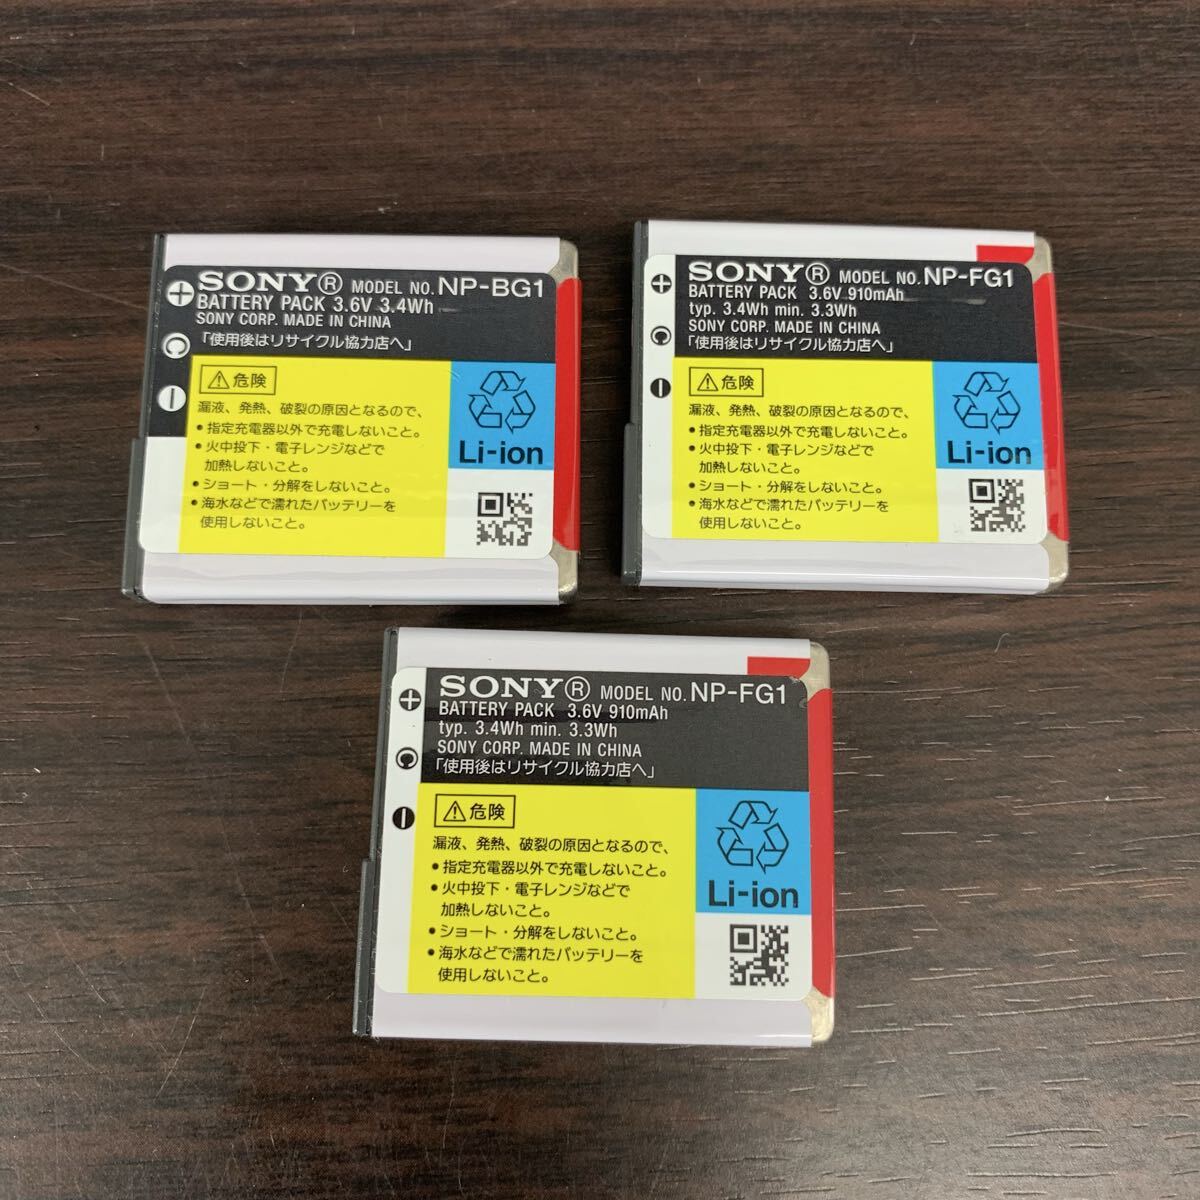 SONY® MODEL NO. NP-BG1
BATTERY PACK 3.6V 3.4Wh
SONY CORP. MADE IN CHINA
「使用後はリサイクル協力店へ」
+
C
−
⚠危険
漏液、発熱、破裂の原因となるので、
•指定充電器以外で充電しないこと。
•火中投下・電子レンジなどで
加熱しないこと。
•ショート・分解をしないこと。
•海水などで濡れたバッテリーを
使用しないこと。
Li-ion
SONY® MODEL NO. NP-FG1
BATTERY PACK 3.6V 910mAh
typ. 3.4Wh min. 3.3Wh
SONY CORP. MADE IN CHINA
「使用後はリサイクル協力店へ」
+
C
−
⚠危険
漏液、発熱、破裂の原因となるので、
•指定充電器以外で充電しないこと。
•火中投下・電子レンジなどで
加熱しないこと。
•ショート・分解をしないこと。
•海水などで濡れたバッテリーを
使用しないこと。
Li-ion
SONY® MODEL NO. NP-FG1
BATTERY PACK 3.6V 910mAh
typ. 3.4Wh min. 3.3Wh
SONY CORP. MADE IN CHINA
「使用後はリサイクル協力店へ」
+
C
−
⚠危険
漏液、発熱、破裂の原因となるので、
•指定充電器以外で充電しないこと。
•火中投下・電子レンジなどで
加熱しないこと。
•ショート・分解をしないこと。
•海水などで濡れたバッテリーを
使用しないこと。
Li-ion